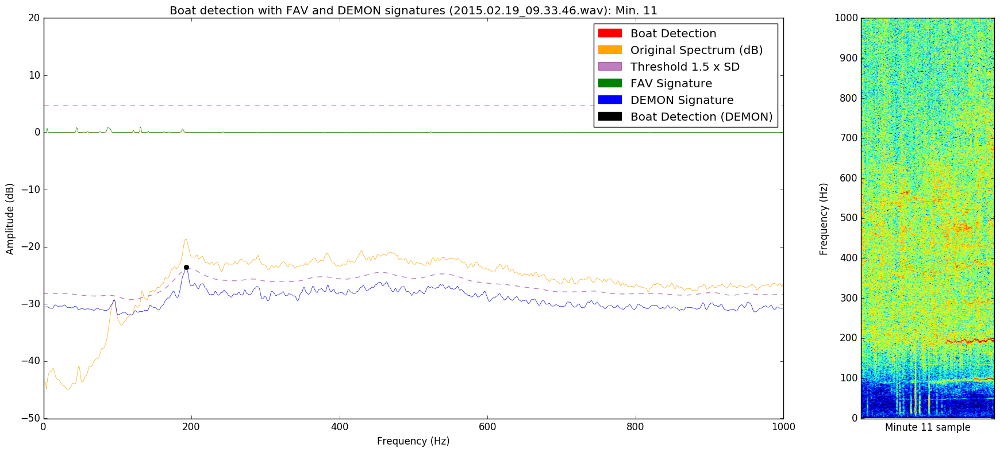 Boat detection with FAV and DEMON signatures (2015.02.19_09.33.46.wav): Min. 11
Boat Detection
Original Spectrum (dB)
Threshold 1.5 x SD
FAV Signature
DEMON Signature
Boat Detection (DEMON)
Amplitude (dB)
20
10
0
−10
−20
−30
−40
−50
0
200
400
600
800
1000
Frequency (Hz)
Frequency (Hz)
1000
900
800
700
600
500
400
300
200
100
0
Minute 11 sample